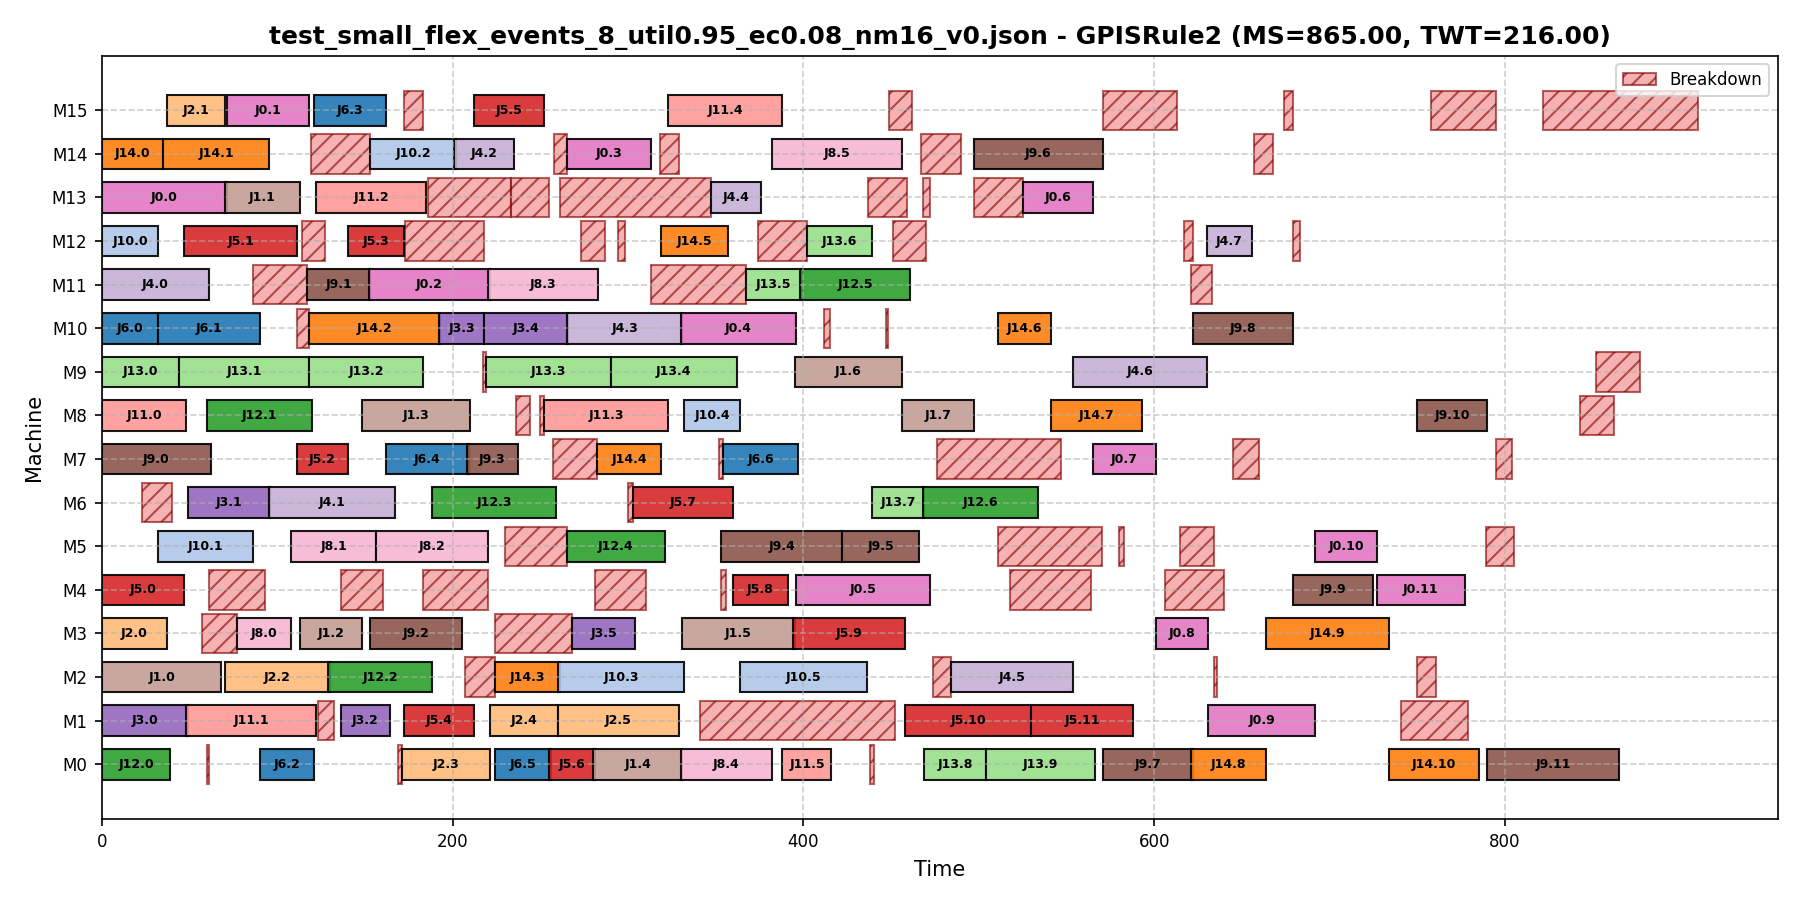 test_small_flex_events_8_util0.95_ec0.08_nm16_v0.json - GPISRule2 (MS=865.00, TWT=216.00)
Breakdown
M15 J2.1 J0.1 J6.3 J5.5 J11.4
M14 J14.0 J14.1 J10.2 J4.2 J0.3 J8.5 J9.6
M13 J0.0 J1.1 J11.2 J4.4 J0.6
M12 J10.0 J5.1 J5.3 J14.5 J13.6 J4.7
M11 J4.0 J9.1 J0.2 J8.3 J13.5 J12.5
M10 J6.0 J6.1 J14.2 J3.3 J3.4 J4.3 J0.4 J14.6 J9.8
M9 J13.0 J13.1 J13.2 J13.3 J13.4 J1.6 J4.6
M8 J11.0 J12.1 J1.3 J11.3 J10.4 J1.7 J14.7 J9.10
M7 J9.0 J5.2 J6.4 J9.3 J14.4 J6.6 J0.7
M6 J3.1 J4.1 J12.3 J5.7 J13.7 J12.6
M5 J10.1 J8.1 J8.2 J12.4 J9.4 J9.5 J0.10
M4 J5.0 J5.8 J0.5 J9.9 J0.11
M3 J2.0 J8.0 J1.2 J9.2 J3.5 J1.5 J5.9 J0.8 J14.9
M2 J1.0 J2.2 J12.2 J14.3 J10.3 J10.5 J4.5
M1 J3.0 J11.1 J3.2 J5.4 J2.4 J2.5 J5.10 J5.11 J0.9
M0 J12.0 J6.2 J2.3 J6.5 J5.6 J1.4 J8.4 J11.5 J13.8 J13.9 J9.7 J14.8 J14.10 J9.11
0 200 400 600 800
Time
Machine